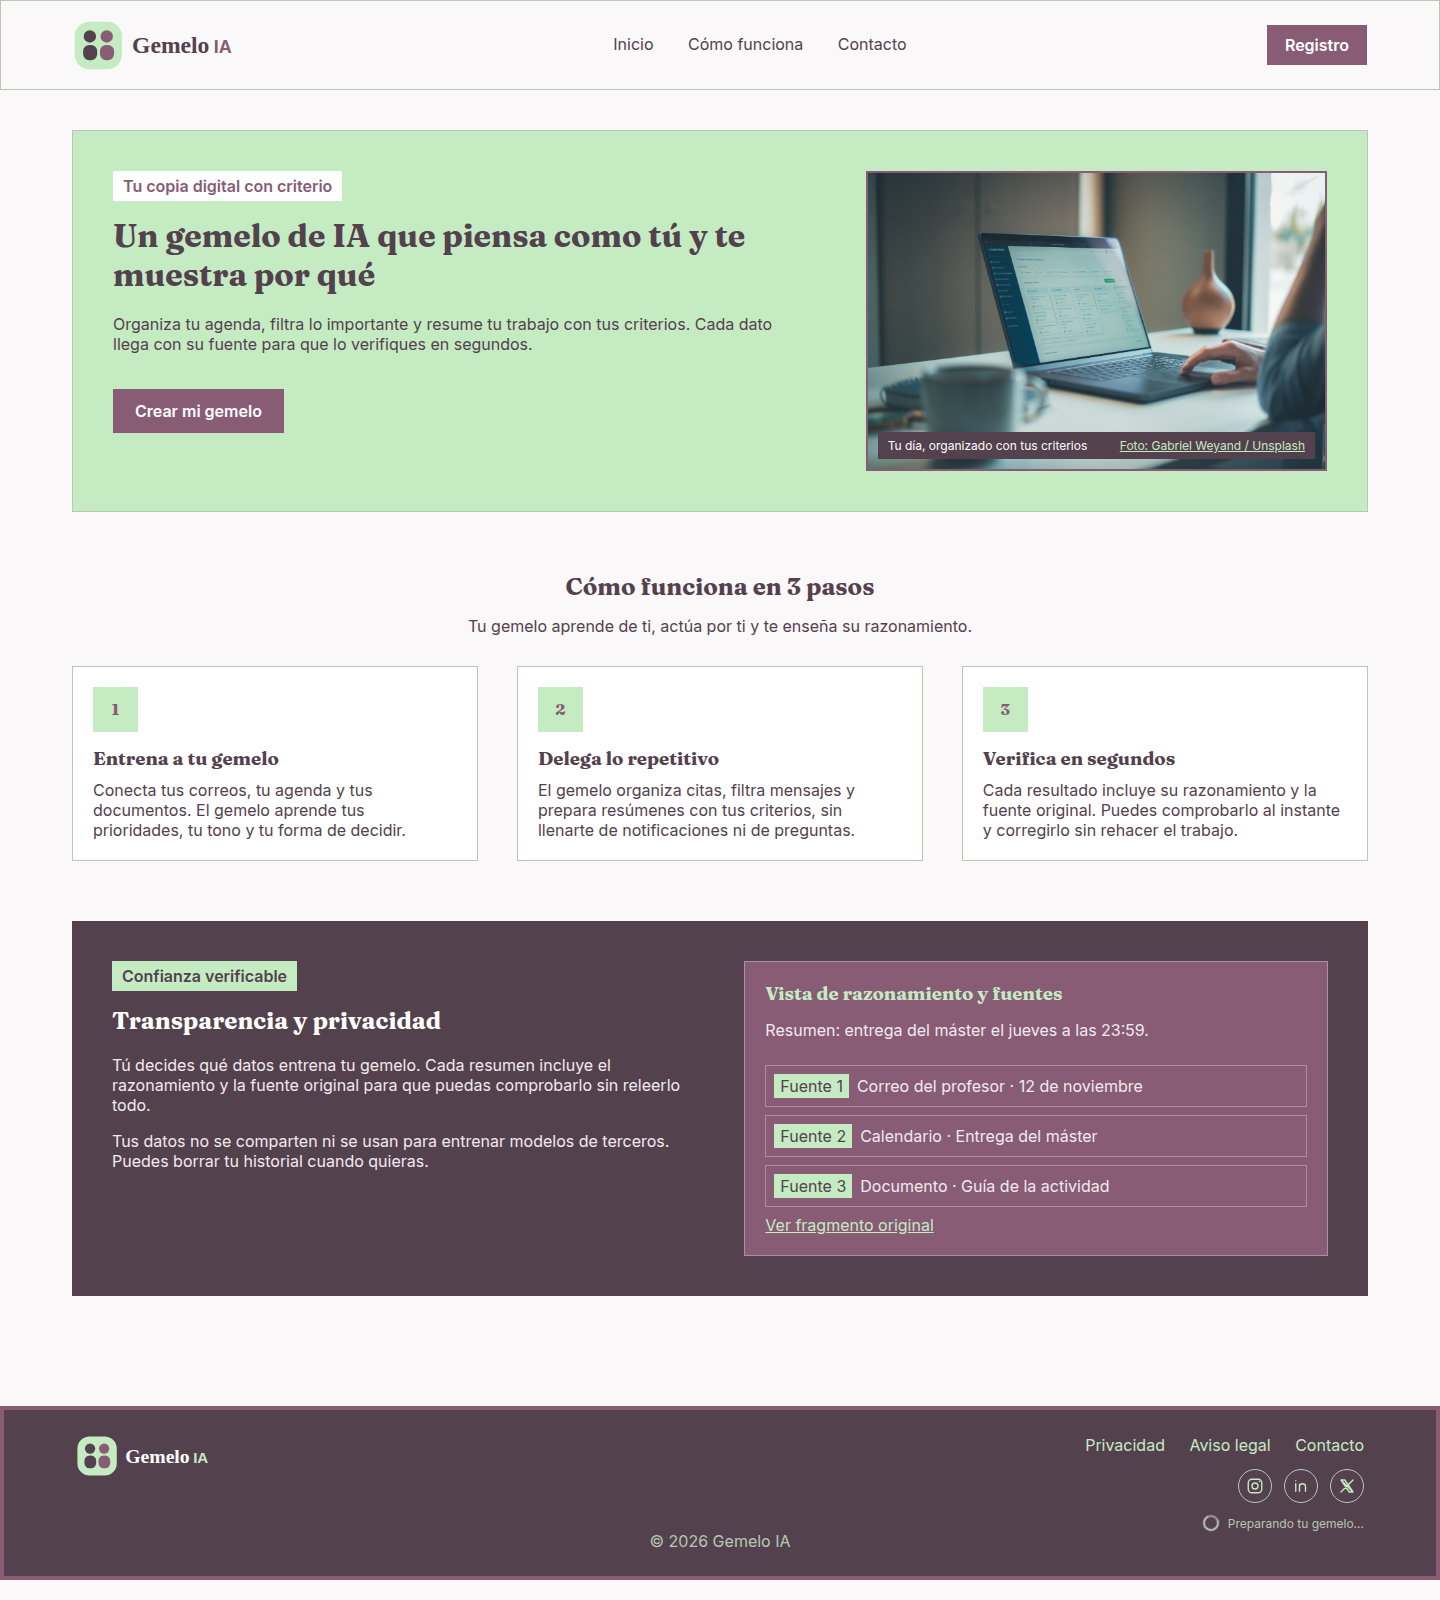 Gemelo IA
Inicio
Cómo funciona
Contacto
Registro
Tu copia digital con criterio
Un gemelo de IA que piensa como tú y te
muestra por qué
Organiza tu agenda, filtra lo importante y resume tu trabajo con tus criterios. Cada dato
llega con su fuente para que lo verifiques en segundos.
Crear mi gemelo
Tu día, organizado con tus criterios
Foto: Gabriel Weyand / Unsplash
Cómo funciona en 3 pasos
Tu gemelo aprende de ti, actúa por ti y te enseña su razonamiento.
1
Entrena a tu gemelo
Conecta tus correos, tu agenda y tus
documentos. El gemelo aprende tus
prioridades, tu tono y tu forma de decidir.
2
Delega lo repetitivo
El gemelo organiza citas, filtra mensajes y
prepara resúmenes con tus criterios, sin
llenarte de notificaciones ni de preguntas.
3
Verifica en segundos
Cada resultado incluye su razonamiento y la
fuente original. Puedes comprobarlo al instante
y corregirlo sin rehacer el trabajo.
Confianza verificable
Transparencia y privacidad
Tú decides qué datos entrena tu gemelo. Cada resumen incluye el
razonamiento y la fuente original para que puedas comprobarlo sin releerlo
todo.
Tus datos no se comparten ni se usan para entrenar modelos de terceros.
Puedes borrar tu historial cuando quieras.
Vista de razonamiento y fuentes
Resumen: entrega del máster el jueves a las 23:59.
Fuente 1 Correo del profesor · 12 de noviembre
Fuente 2 Calendario · Entrega del máster
Fuente 3 Documento · Guía de la actividad
Ver fragmento original
Gemelo IA
Privacidad
Aviso legal
Contacto
Preparando tu gemelo...
© 2026 Gemelo IA